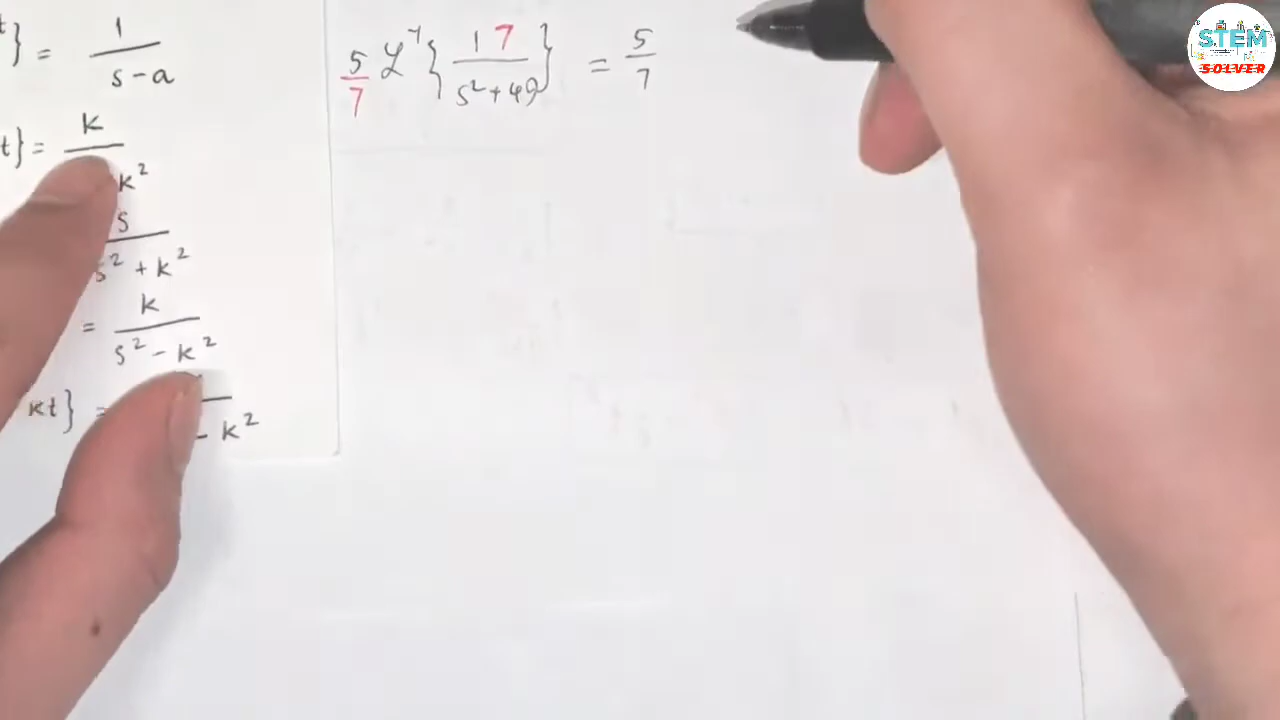 t} = 1/(s-a)
t} = k/ k²
s/(s² + k²)
= k/(s² - k²)
kt} = - k²
5/7 ℒ⁻¹{1 7/(s² + 49)} = 5/7
STEM
SOLVER